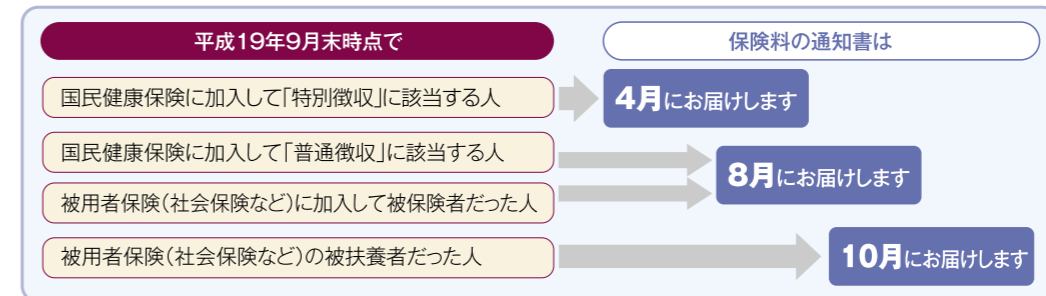 平成19年9月末時点で
保険料の通知書は
国民健康保険に加入して「特別徴収」に該当する人
4月にお届けします
国民健康保険に加入して「普通徴収」に該当する人
被用者保険（社会保険など）に加入して被保険者だった人
8月にお届けします
被用者保険（社会保険など）の被扶養者だった人
10月にお届けします